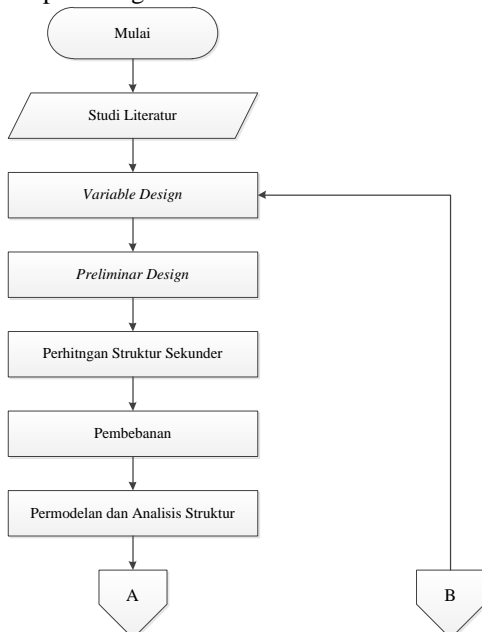 Mulai
Studi Literatur
Variable Design
Preliminar Design
Perhitngan Struktur Sekunder
Pembebanan
Permodelan dan Analisis Struktur
A
B